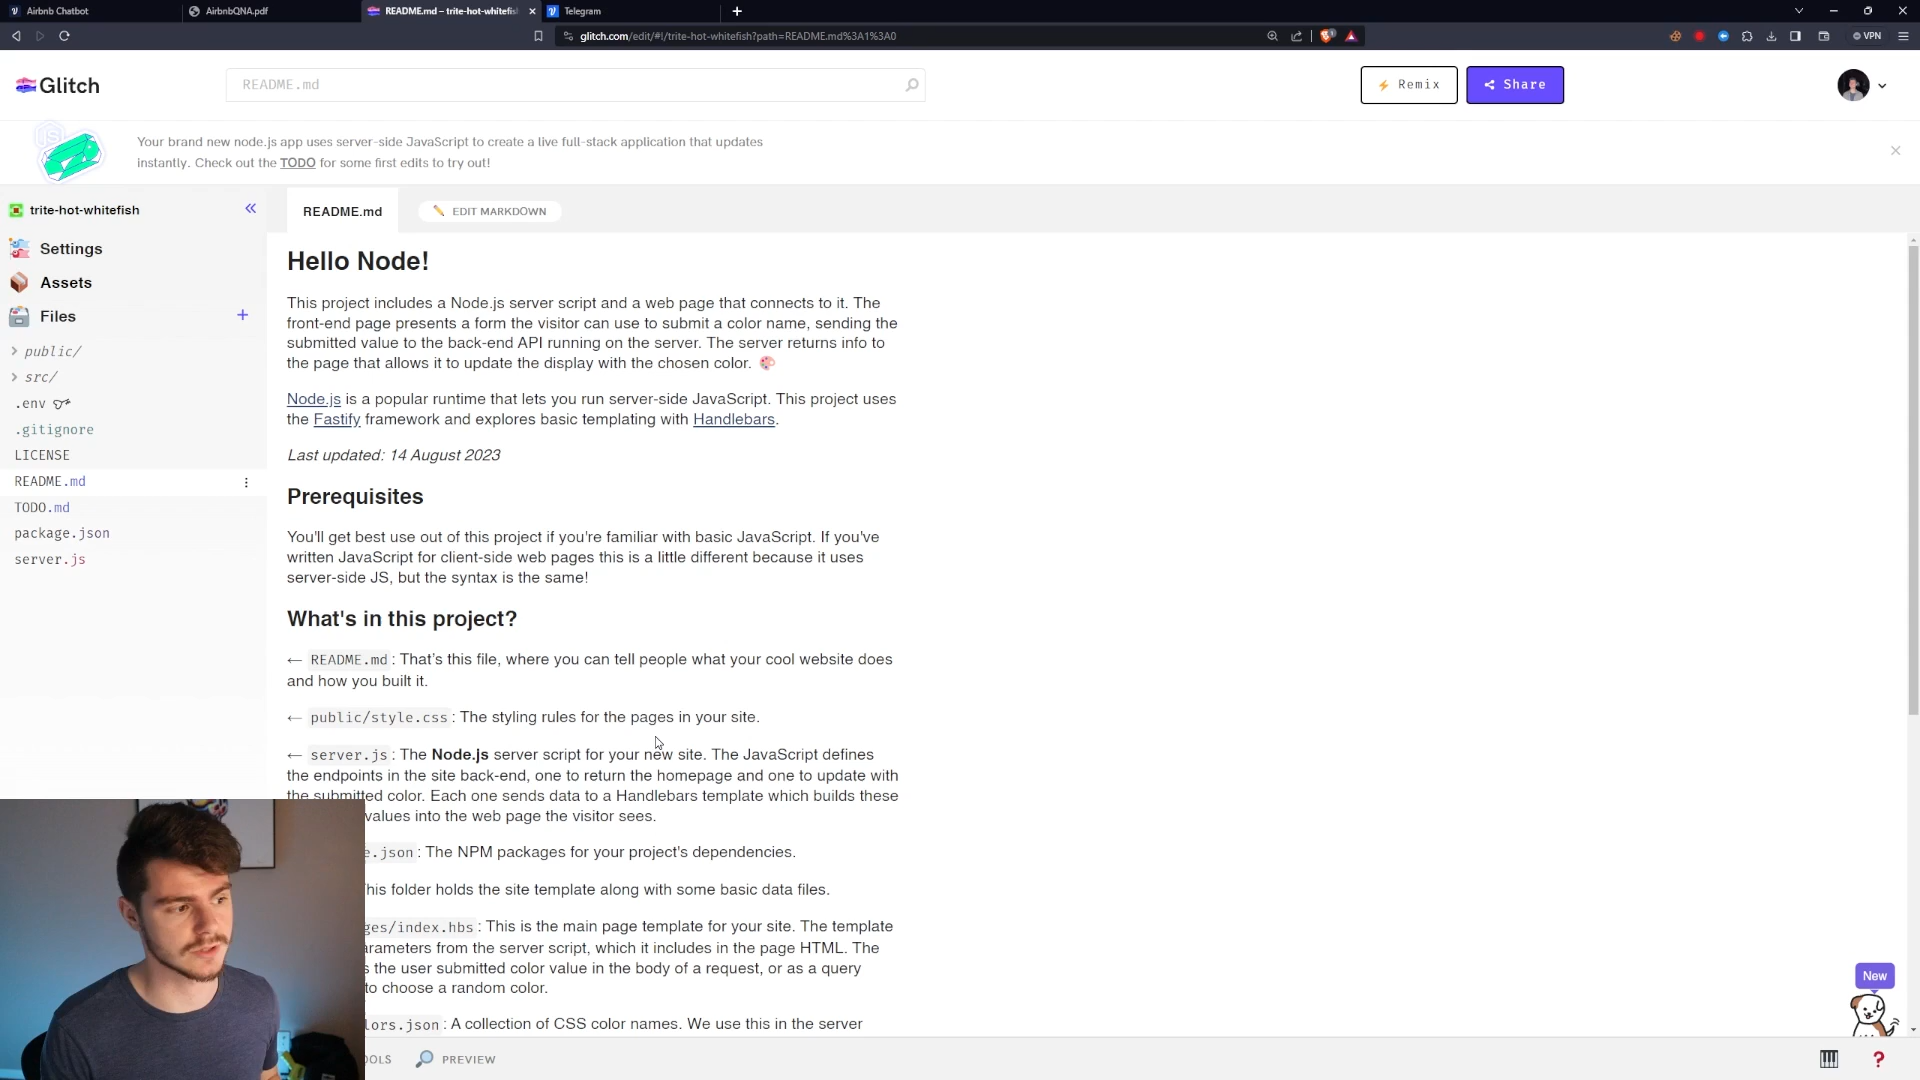 Airbnb Chatbot
AirbnbQNA.pdf
README.md – trite-hot-whitefis
Telegram
glitch.com/edit/#!/trite-hot-whitefish?path=README.md%3A1%3A0
VPN
Glitch
README.md
Remix
Share
Your brand new node.js app uses server-side JavaScript to create a live full-stack application that updates
instantly. Check out the TODO for some first edits to try out!
trite-hot-whitefish
Settings
Assets
Files
public/
src/
.env
.gitignore
LICENSE
README.md
TODO.md
package.json
server.js
README.md
EDIT MARKDOWN
Hello Node!
This project includes a Node.js server script and a web page that connects to it. The
front-end page presents a form the visitor can use to submit a color name, sending the
submitted value to the back-end API running on the server. The server returns info to
the page that allows it to update the display with the chosen color.
Node.js is a popular runtime that lets you run server-side JavaScript. This project uses
the Fastify framework and explores basic templating with Handlebars.
Last updated: 14 August 2023
Prerequisites
You'll get best use out of this project if you're familiar with basic JavaScript. If you've
written JavaScript for client-side web pages this is a little different because it uses
server-side JS, but the syntax is the same!
What's in this project?
← README.md: That's this file, where you can tell people what your cool website does
and how you built it.
← public/style.css: The styling rules for the pages in your site.
← server.js: The Node.js server script for your new site. The JavaScript defines
the endpoints in the site back-end, one to return the homepage and one to update with
the submitted color. Each one sends data to a Handlebars template which builds these
values into the web page the visitor sees.
e.json: The NPM packages for your project's dependencies.
his folder holds the site template along with some basic data files.
ges/index.hbs: This is the main page template for your site. The template
arameters from the server script, which it includes in the page HTML. The
s the user submitted color value in the body of a request, or as a query
to choose a random color.
lors.json: A collection of CSS color names. We use this in the server
New
OOLS
PREVIEW
?